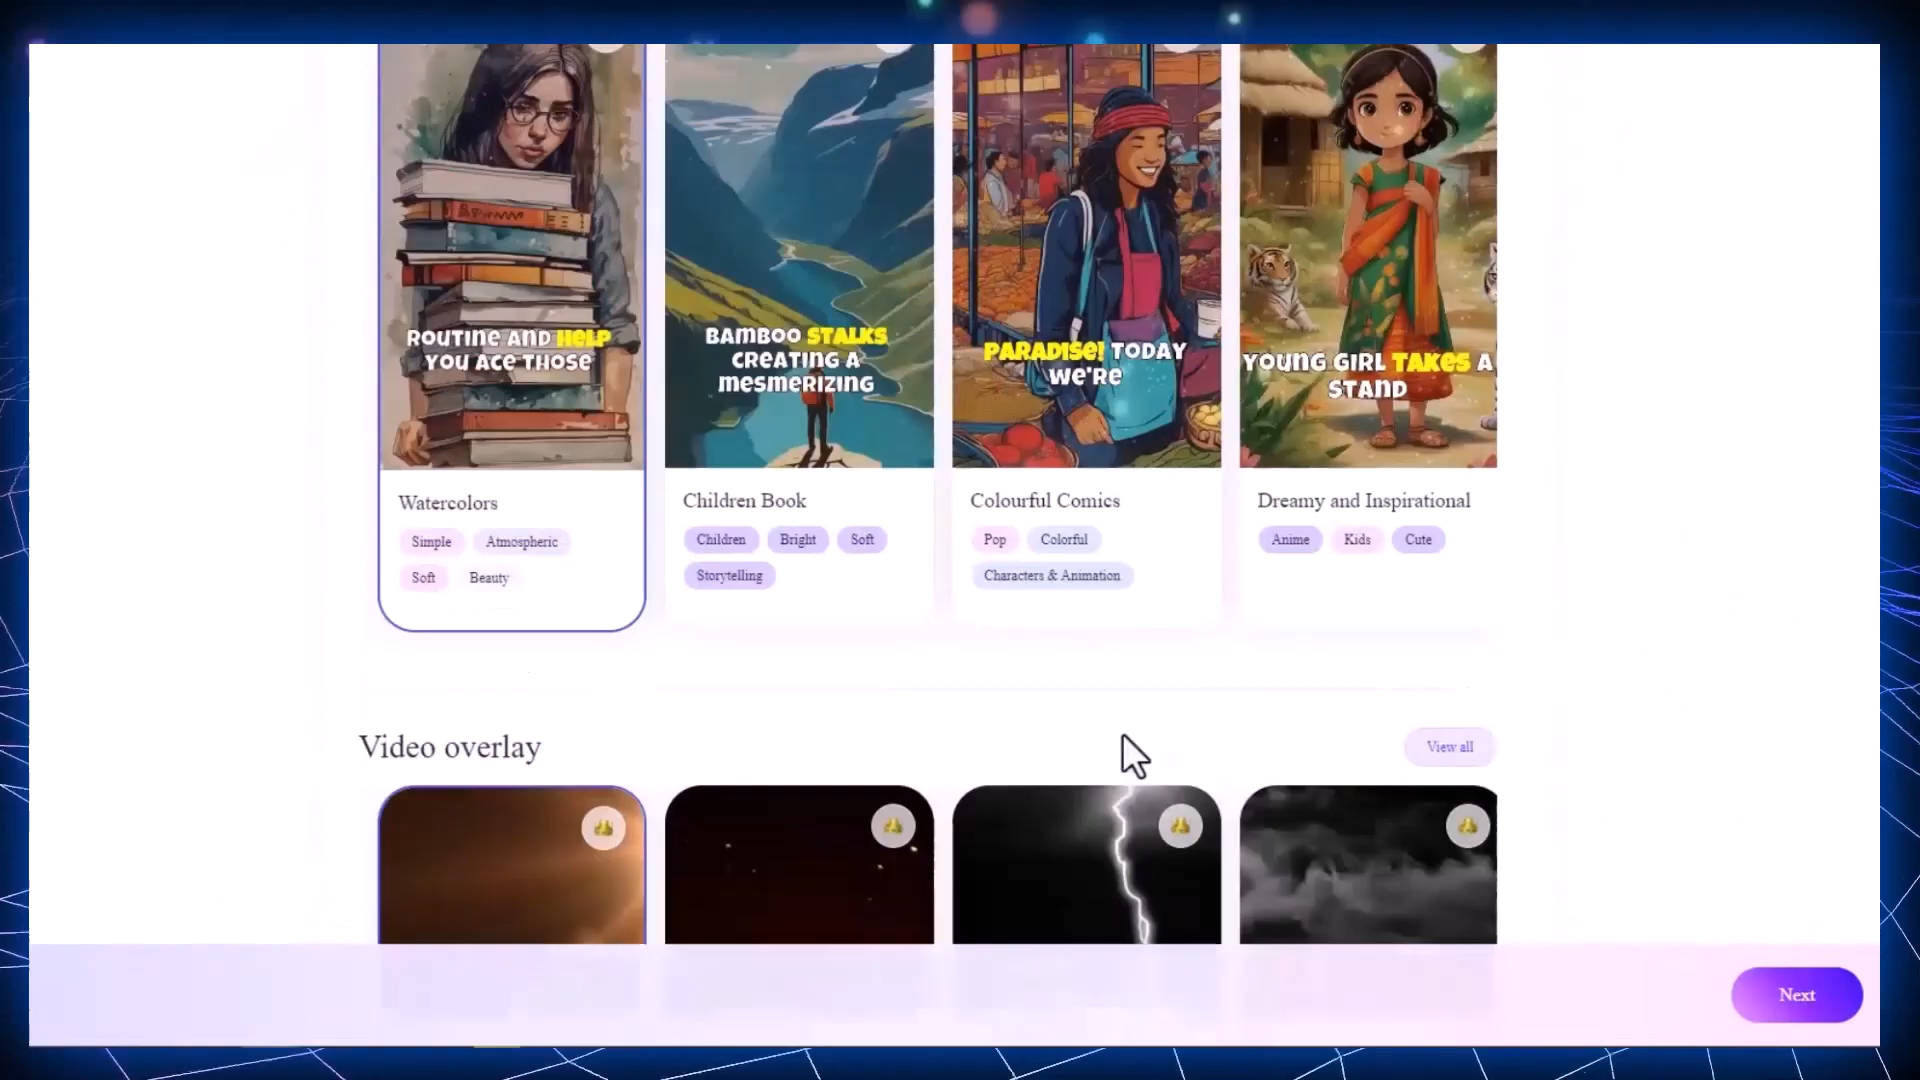 ROUTINE AND HELP
YOU ACE THOSE
BAMBOO STALKS
CREATING A
MESMERIZING
PARADISE! TODAY
WE'RE
YOUNG GIRL TAKES A
STAND
Watercolors
Simple
Atmospheric
Soft
Beauty
Children Book
Children
Bright
Soft
Storytelling
Colourful Comics
Pop
Colorful
Characters & Animation
Dreamy and Inspirational
Anime
Kids
Cute
Video overlay
View all
Next